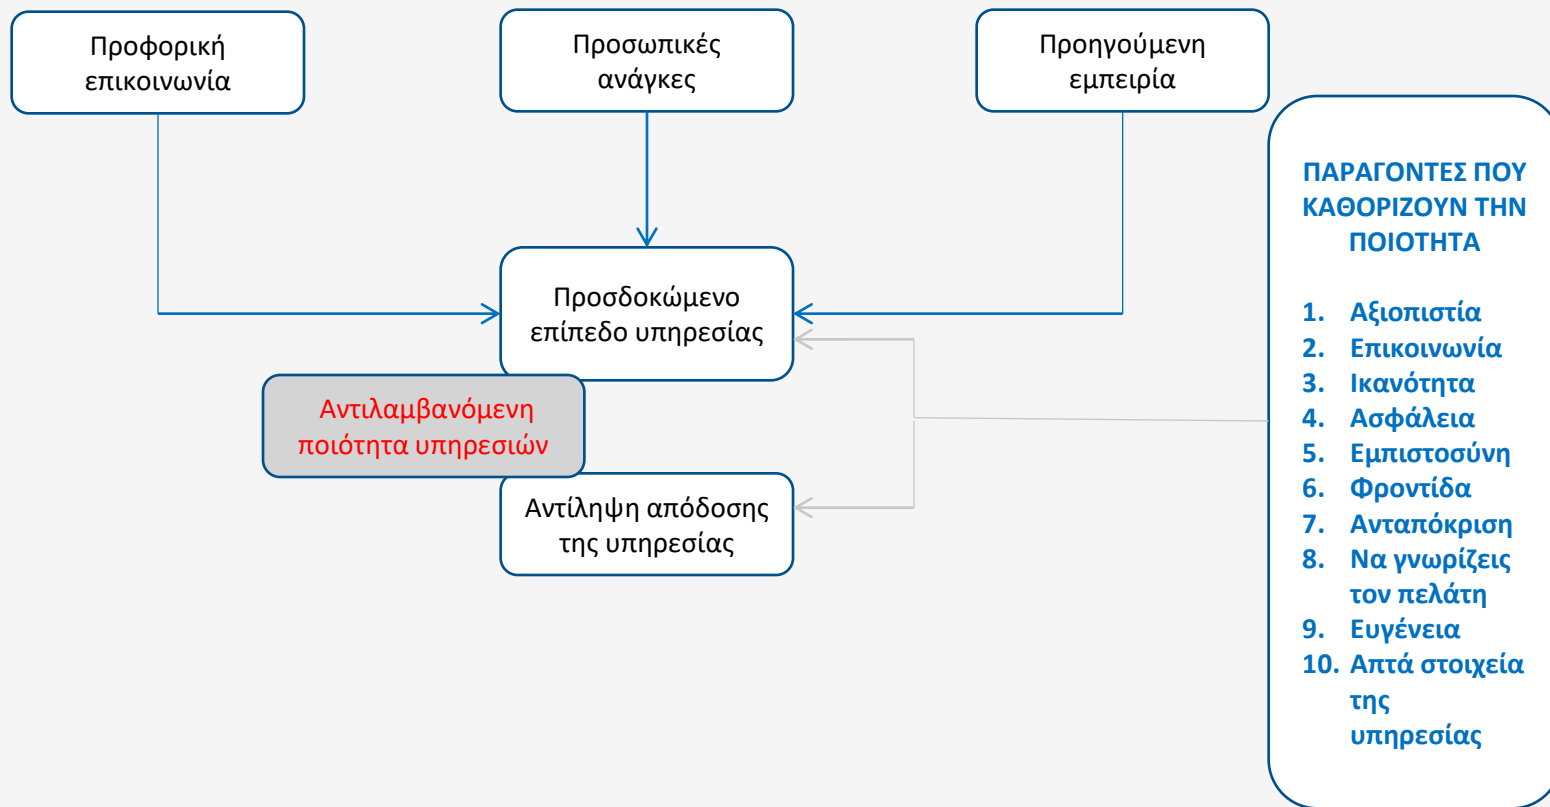 Προφορική
επικοινωνία
Προσωπικές
ανάγκες
Προηγούμενη
εμπειρία
Προσδοκώμενο
επίπεδο υπηρεσίας
Αντιλαμβανόμενη
ποιότητα υπηρεσιών
Αντίληψη απόδοσης
της υπηρεσίας
ΠΑΡΑΓΟΝΤΕΣ ΠΟΥ
ΚΑΘΟΡΙΖΟΥΝ ΤΗΝ
ΠΟΙΟΤΗΤΑ
1. Αξιοπιστία
2. Επικοινωνία
3. Ικανότητα
4. Ασφάλεια
5. Εμπιστοσύνη
6. Φροντίδα
7. Ανταπόκριση
8. Να γνωρίζεις
τον πελάτη
9. Ευγένεια
10. Απτά στοιχεία
της
υπηρεσίας